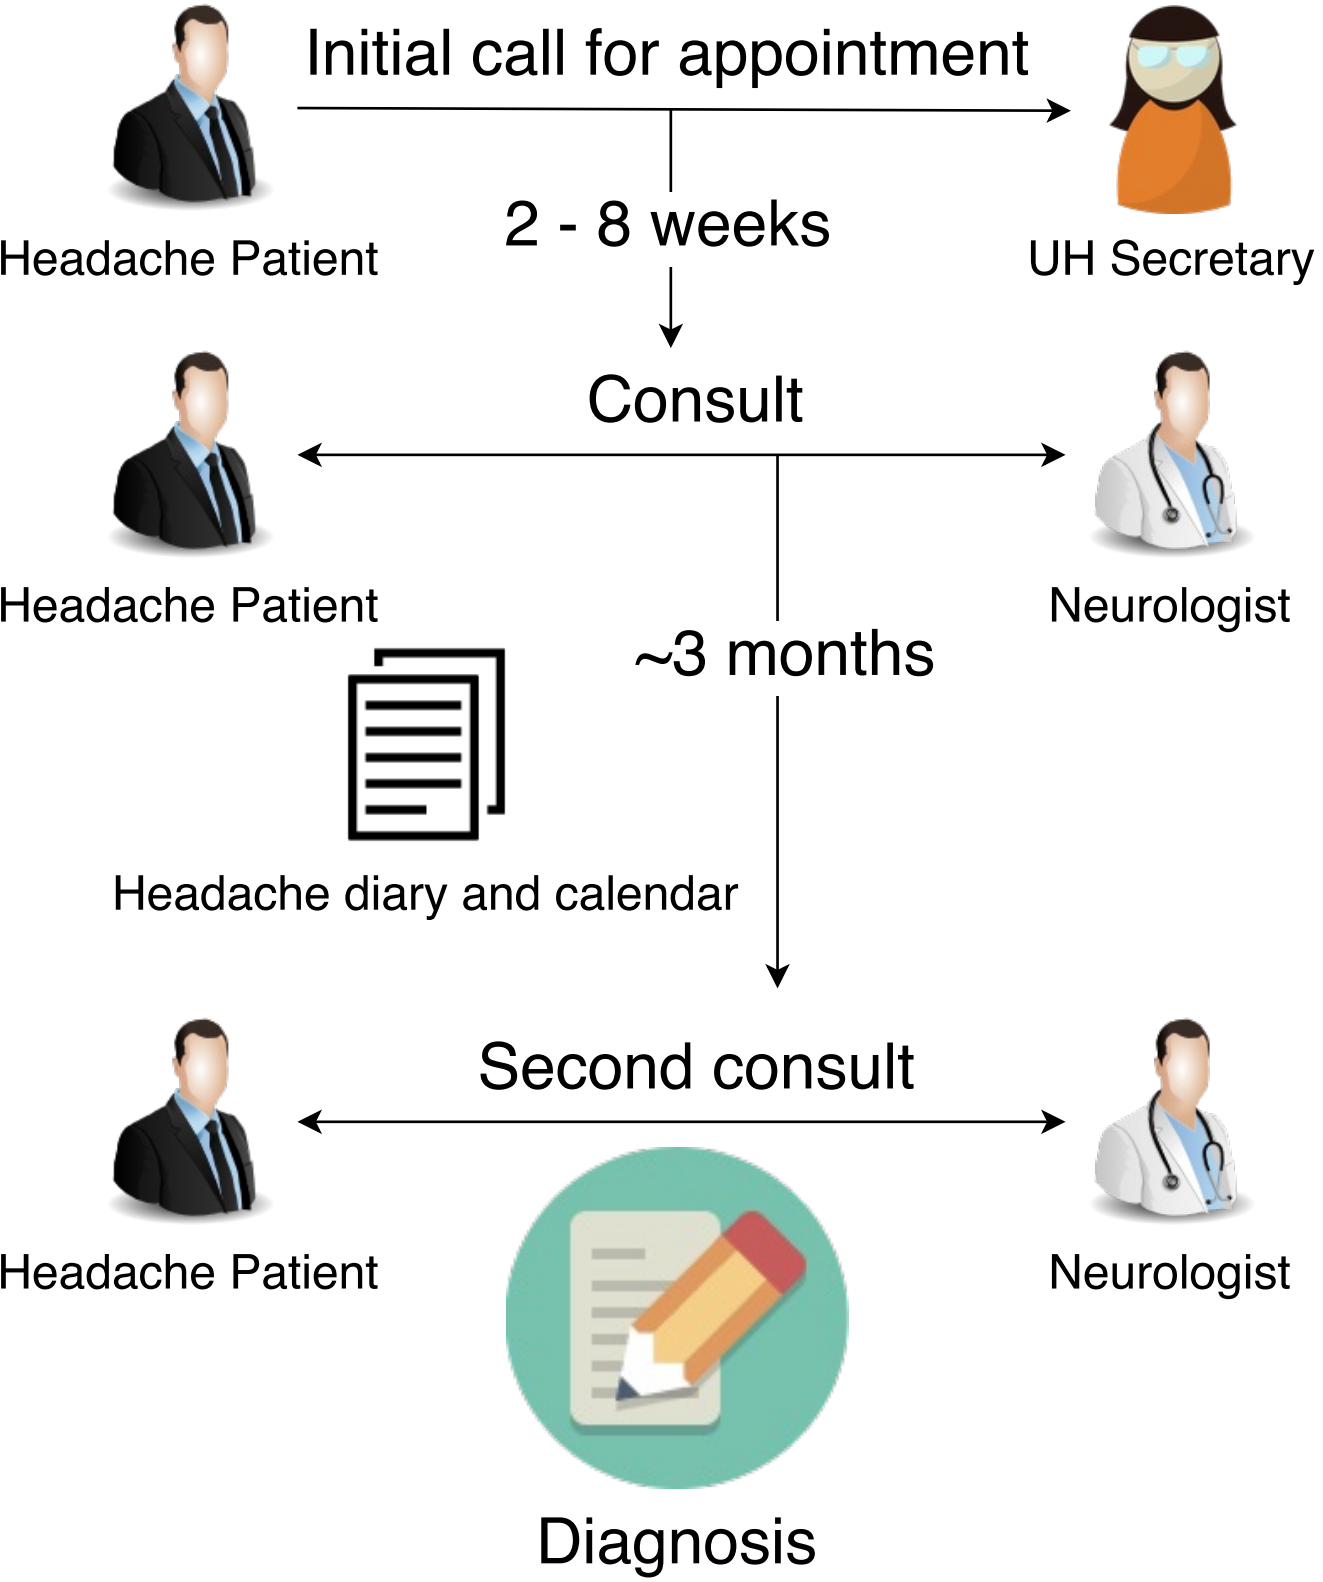 Initial call for appointment
Headache Patient
2 - 8 weeks
UH Secretary
Consult
Headache Patient
Neurologist
~3 months
Headache diary and calendar
Second consult
Headache Patient
Neurologist
Diagnosis